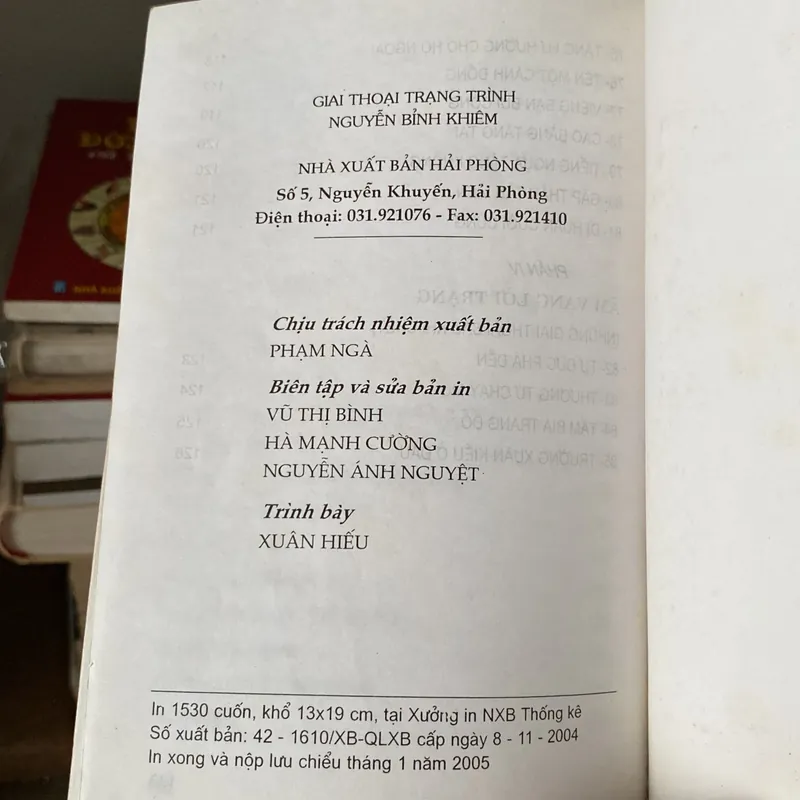 GIAI THOẠI TRẠNG TRÌNH
NGUYỄN BỈNH KHIÊM
NHÀ XUẤT BẢN HẢI PHÒNG
Số 5, Nguyễn Khuyến, Hải Phòng
Điện thoại: 031.921076 - Fax: 031.921410
Chịu trách nhiệm xuất bản
PHẠM NGÀ
Biên tập và sửa bản in
VŨ THỊ BÌNH
HÀ MẠNH CƯỜNG
NGUYỄN ÁNH NGUYỆT
Trình bày
XUÂN HIẾU
In 1530 cuốn, khổ 13x19 cm, tại Xưởng in NXB Thống kê
Số xuất bản: 42 - 1610/XB-QLXB cấp ngày 8 - 11 - 2004
In xong và nộp lưu chiểu tháng 1 năm 2005